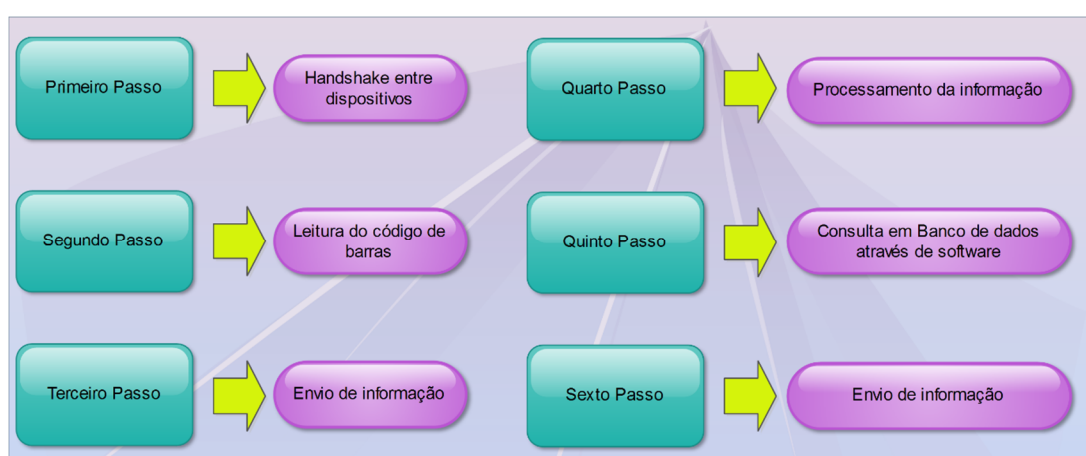 Primeiro Passo
Handshake entre
dispositivos
Segundo Passo
Leitura do código de
barras
Terceiro Passo
Envio de informação
Quarto Passo
Processamento da informação
Quinto Passo
Consulta em Banco de dados
através de software
Sexto Passo
Envio de informação